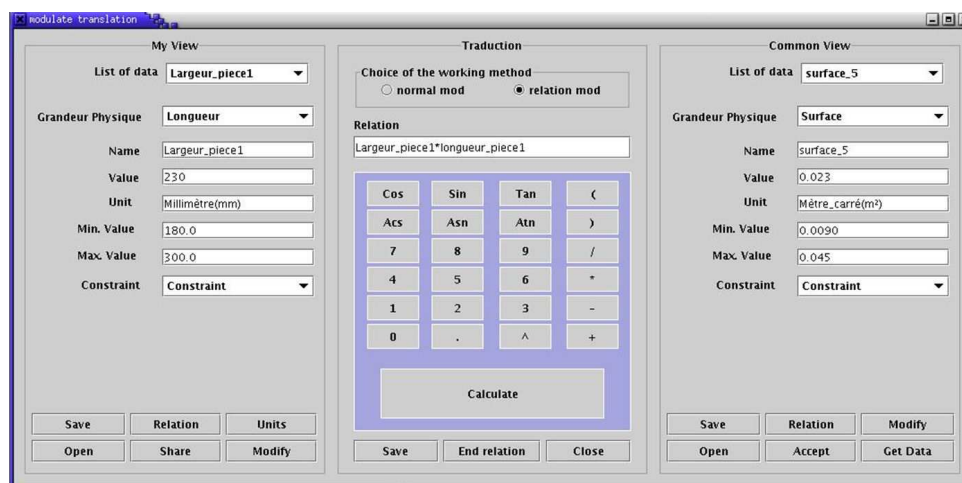 modulate translation
My View
List of data Largeur_piece1
Grandeur Physique Longueur
Name Largeur_piece1
Value 230
Unit Millimètre(mm)
Min. Value 180.0
Max. Value 300.0
Constraint Constraint
Save Relation Units
Open Share Modify
Traduction
Choice of the working method
normal mod relation mod
Relation
Largeur_piece1*longueur_piece1
Cos Sin Tan (
Acs Asn Atn )
7 8 9 /
4 5 6 *
1 2 3 -
0 . ^ +
Calculate
Save End relation Close
Common View
List of data surface_5
Grandeur Physique Surface
Name surface_5
Value 0.023
Unit Mètre_carré(m²)
Min. Value 0.0090
Max. Value 0.045
Constraint Constraint
Save Relation Modify
Open Accept Get Data